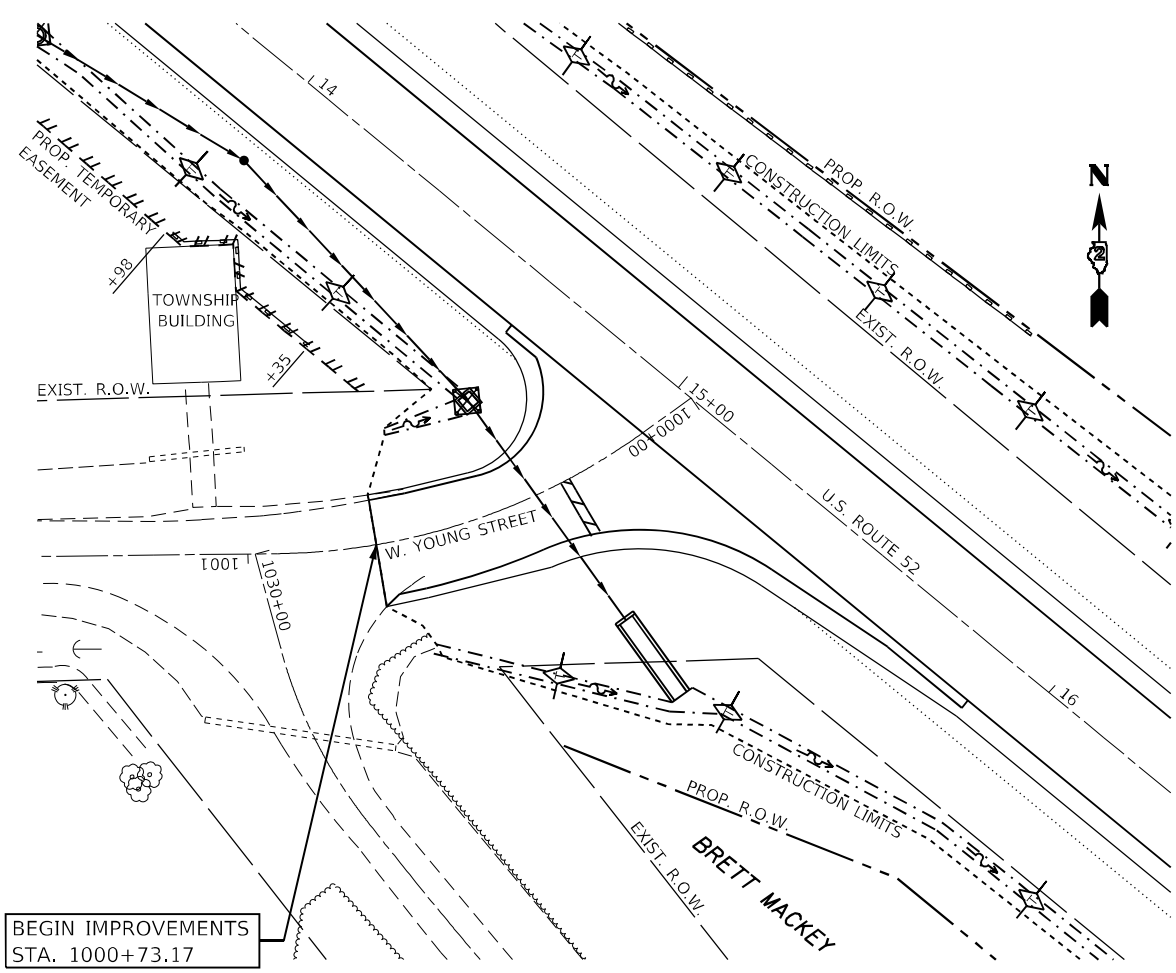 14
PROP. R.O.W.
CONSTRUCTION LIMITS
N
2
PROP. TEMPORARY
EASEMENT
+98
TOWNSHIP
BUILDING
+35
EXIST. R.O.W.
EXIST. R.O.W.
15+00
1000+00
U.S. ROUTE 52
W. YOUNG STREET
1001
1030+00
16
CONSTRUCTION LIMITS
PROP. R.O.W.
EXIST. R.O.W.
BRETT MACKEY
BEGIN IMPROVEMENTS
STA. 1000+73.17